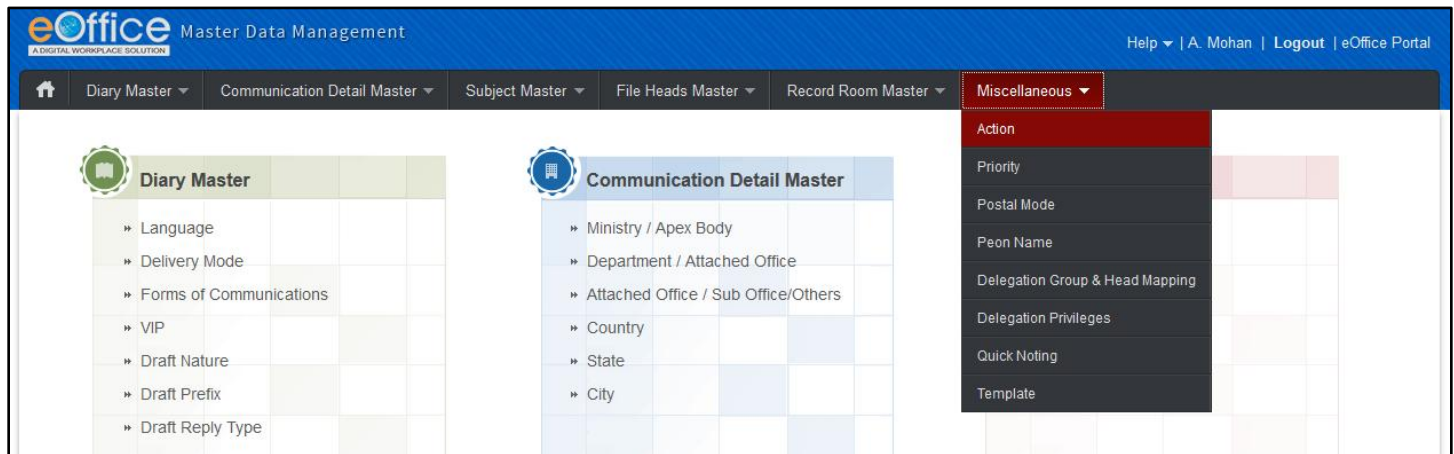 eOffice Master Data Management
A DIGITAL WORKPLACE SOLUTION
Help | A. Mohan | Logout | eOffice Portal
Diary Master Communication Detail Master Subject Master File Heads Master Record Room Master Miscellaneous
Action
Priority
Postal Mode
Peon Name
Delegation Group & Head Mapping
Delegation Privileges
Quick Noting
Template
Diary Master
Language
Delivery Mode
Forms of Communications
VIP
Draft Nature
Draft Prefix
Draft Reply Type
Communication Detail Master
Ministry / Apex Body
Department / Attached Office
Attached Office / Sub Office/Others
Country
State
City